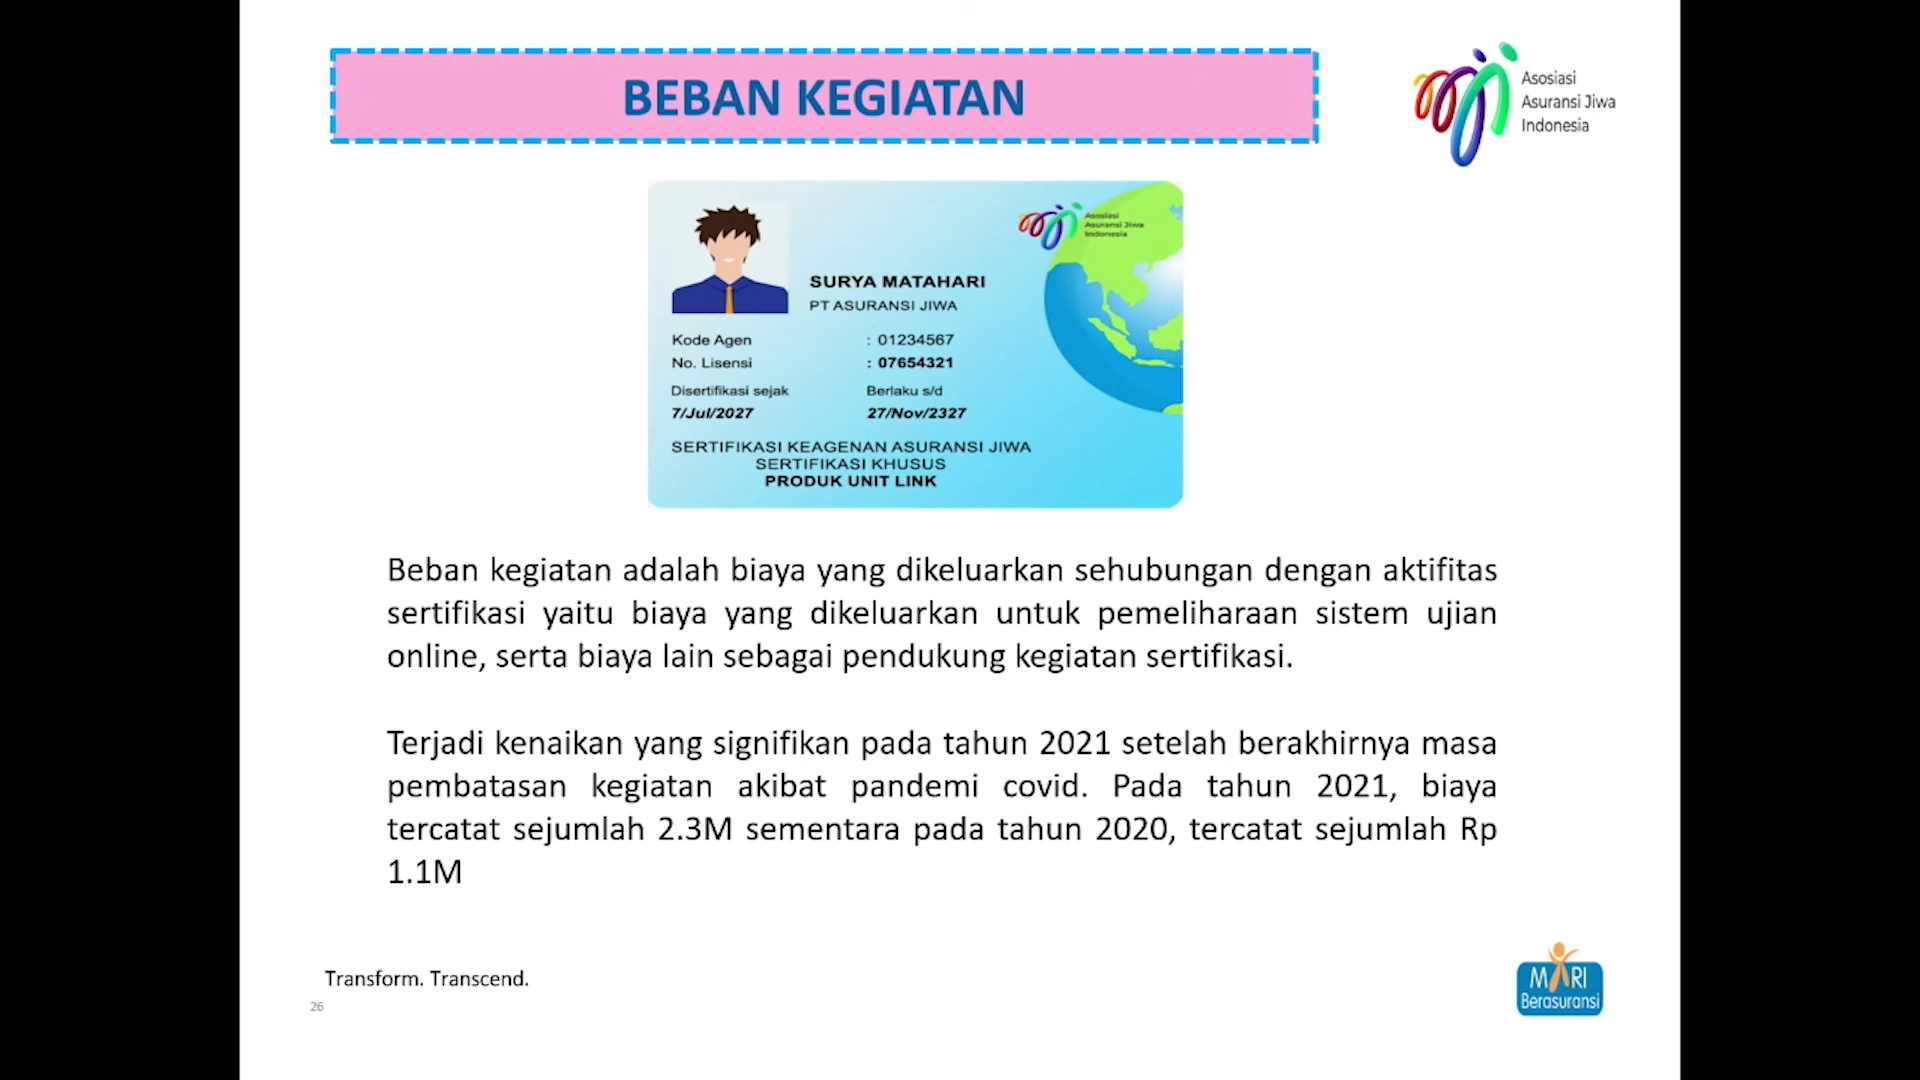 BEBAN KEGIATAN
Asosiasi
Asuransi Jiwa
Indonesia
Asosiasi
Asuransi Jiwa
Indonesia
SURYA MATAHARI
PT ASURANSI JIWA
Kode Agen : 01234567
No. Lisensi : 07654321
Disertifikasi sejak Berlaku s/d
7/Jul/2027 27/Nov/2327
SERTIFIKASI KEAGENAN ASURANSI JIWA
SERTIFIKASI KHUSUS
PRODUK UNIT LINK
Beban kegiatan adalah biaya yang dikeluarkan sehubungan dengan aktifitas
sertifikasi yaitu biaya yang dikeluarkan untuk pemeliharaan sistem ujian
online, serta biaya lain sebagai pendukung kegiatan sertifikasi.
Terjadi kenaikan yang signifikan pada tahun 2021 setelah berakhirnya masa
pembatasan kegiatan akibat pandemi covid. Pada tahun 2021, biaya
tercatat sejumlah 2.3M sementara pada tahun 2020, tercatat sejumlah Rp
1.1M
Transform. Transcend.
26
MARI
Berasuransi